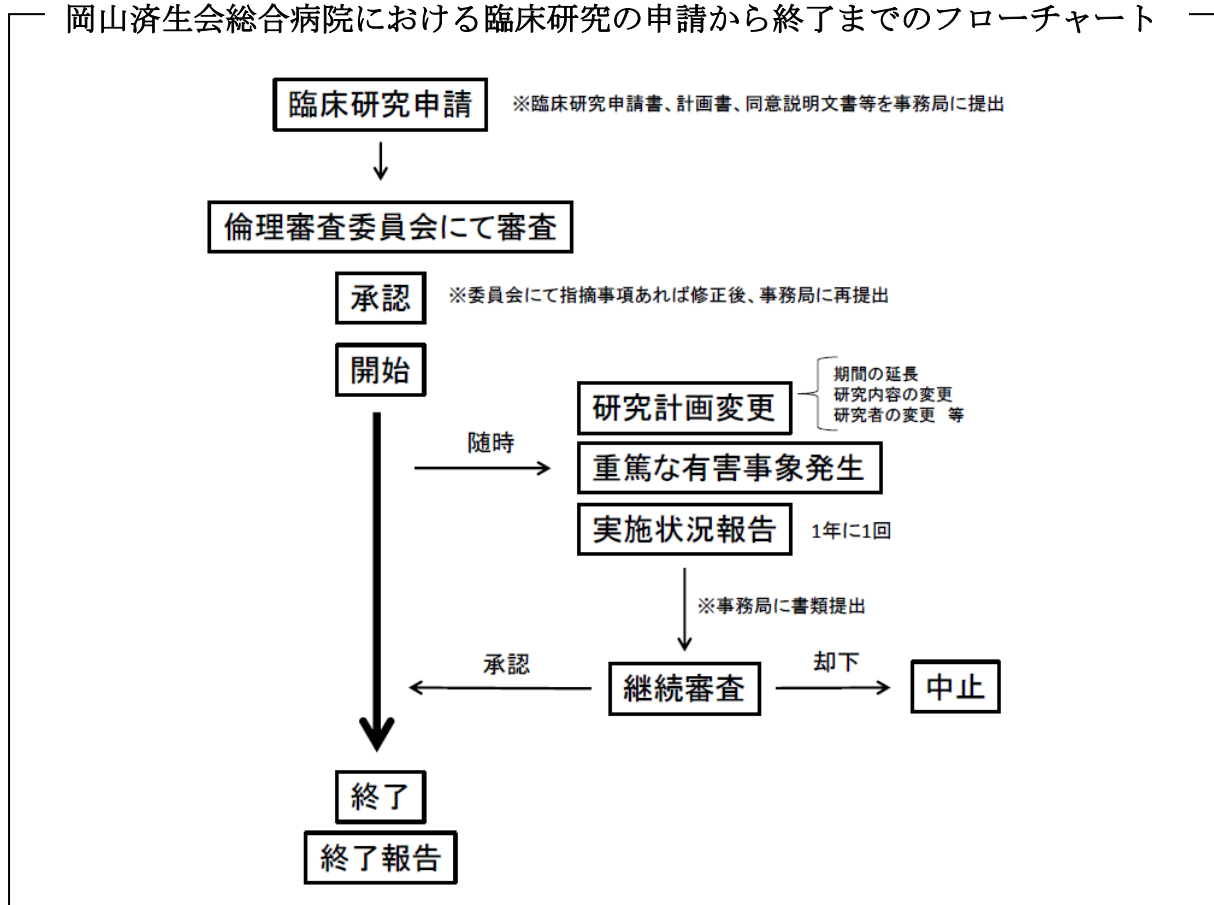 岡山済生会総合病院における臨床研究の申請から終了までのフローチャート
臨床研究申請
※臨床研究申請書、計画書、同意説明文書等を事務局に提出
倫理審査委員会にて審査
承認
※委員会にて指摘事項あれば修正後、事務局に再提出
開始
随時
研究計画変更
期間の延長
研究内容の変更
研究者の変更 等
重篤な有害事象発生
実施状況報告
1年に1回
※事務局に書類提出
承認
継続審査
却下
中止
終了
終了報告